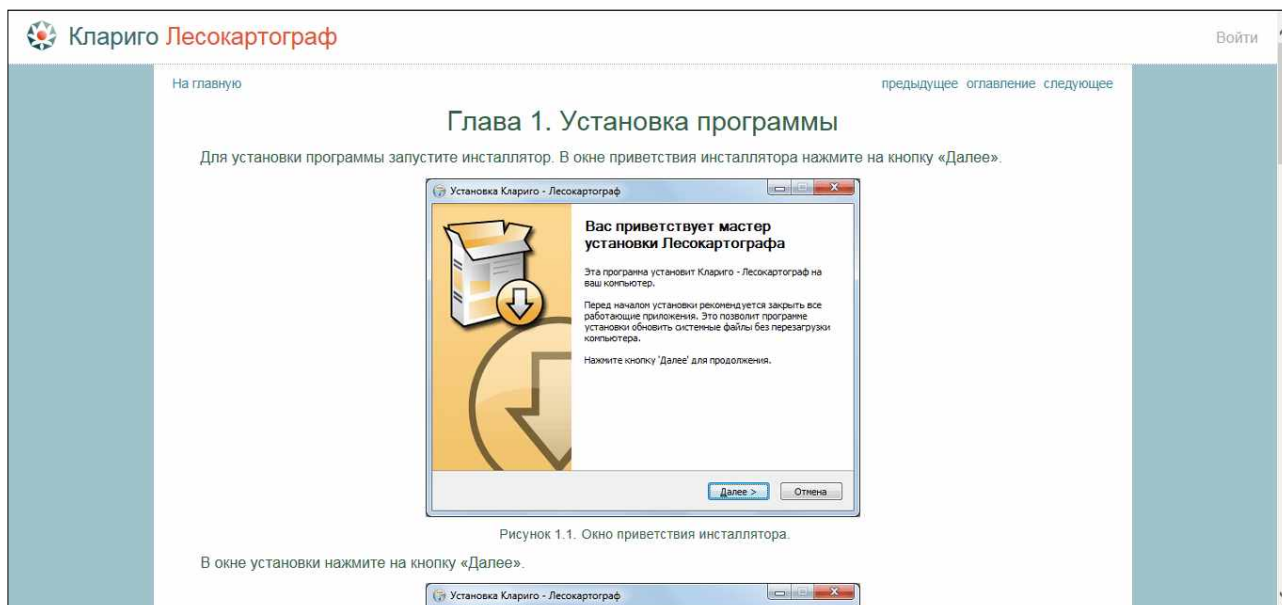 Клариго Лесокартограф
Войти
На главную
предыдущее оглавление следующее
Глава 1. Установка программы
Для установки программы запустите инсталлятор. В окне приветствия инсталлятора нажмите на кнопку «Далее».
Установка Клариго - Лесокартограф
Вас приветствует мастер
установки Лесокартографа
Эта программа установит Клариго - Лесокартограф на
ваш компьютер.
Перед началом установки рекомендуется закрыть все
работающие приложения. Это позволит программе
установки обновить системные файлы без перезагрузки
компьютера.
Нажмите кнопку 'Далее' для продолжения.
Далее >
Отмена
Рисунок 1.1. Окно приветствия инсталлятора.
В окне установки нажмите на кнопку «Далее».
Установка Клариго - Лесокартограф